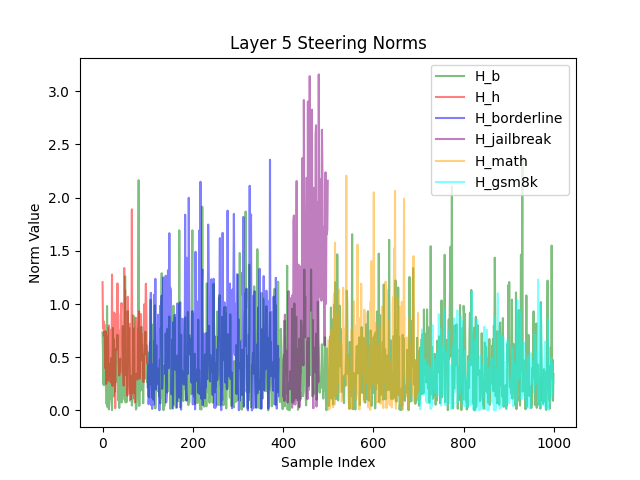 Layer 5 Steering Norms
Norm Value
3.0
2.5
2.0
1.5
1.0
0.5
0.0
H_b
H_h
H_borderline
H_jailbreak
H_math
H_gsm8k
0
200
400
600
800
1000
Sample Index